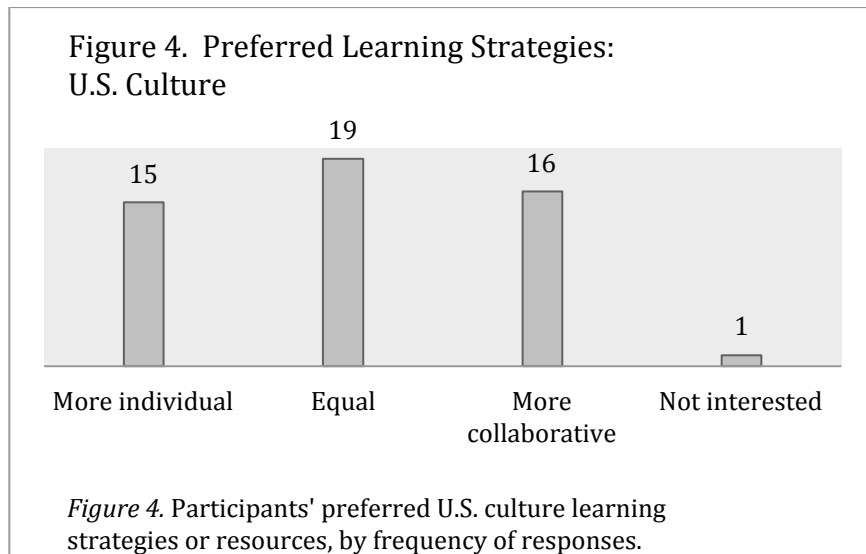 Figure 4.  Preferred Learning Strategies:
U.S. Culture
15
19
16
1
More individual
Equal
More
collaborative
Not interested
Figure 4. Participants' preferred U.S. culture learning
strategies or resources, by frequency of responses.